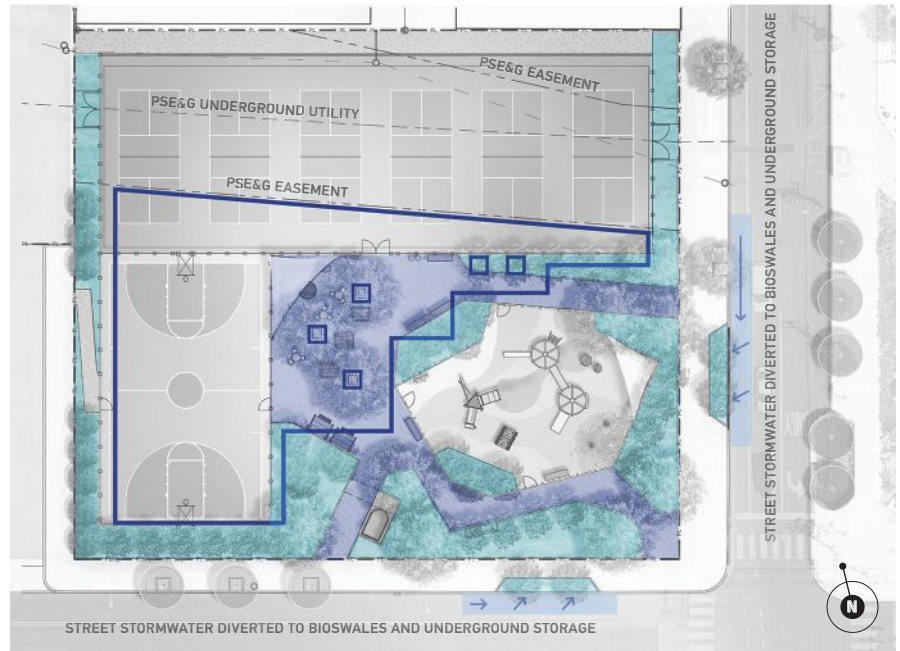 PSE&G EASEMENT
PSE&G UNDERGROUND UTILITY
PSE&G EASEMENT
STREET STORMWATER DIVERTED TO BIOSWALES AND UNDERGROUND STORAGE
N
STREET STORMWATER DIVERTED TO BIOSWALES AND UNDERGROUND STORAGE